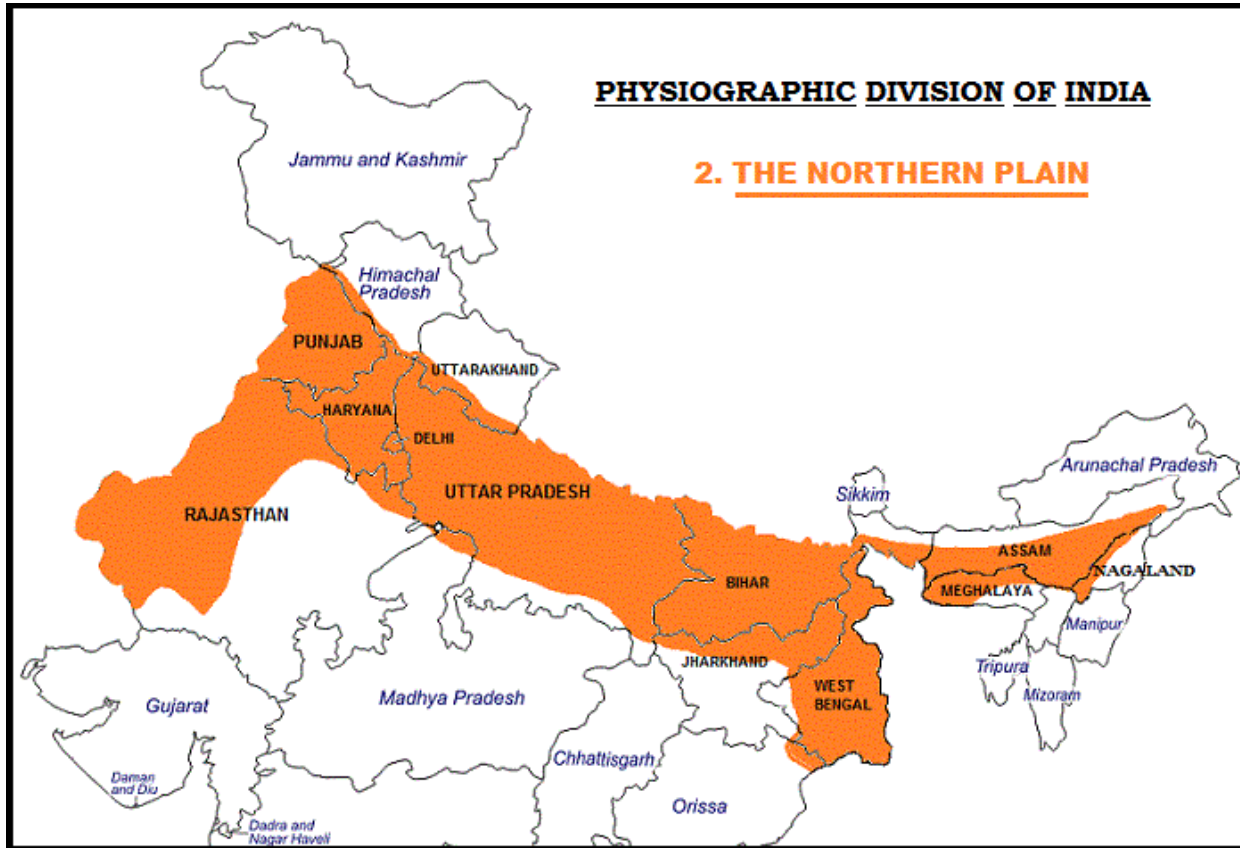 PHYSIOGRAPHIC DIVISION OF INDIA
2. THE NORTHERN PLAIN
Jammu and Kashmir
Himachal
Pradesh
PUNJAB
UTTARAKHAND
HARYANA
DELHI
UTTAR PRADESH
RAJASTHAN
Sikkim
Arunachal Pradesh
ASSAM
NAGALAND
BIHAR
MEGHALAYA
Manipur
JHARKHAND
Tripura
Mizoram
WEST
BENGAL
Gujarat
Madhya Pradesh
Chhattisgarh
Orissa
Daman
and Diu
Dadra and
Nagar Haveli